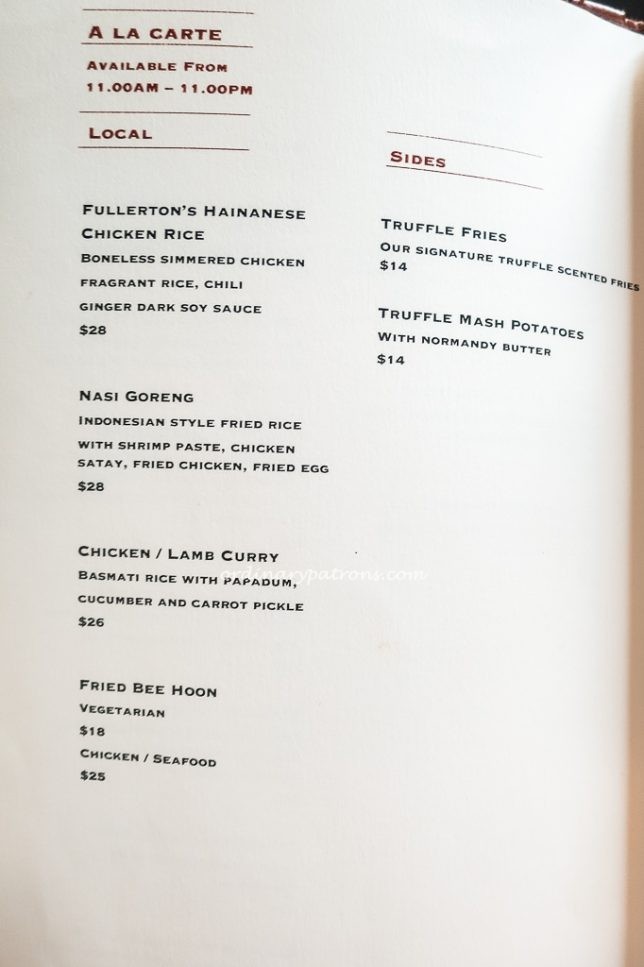 A LA CARTE
AVAILABLE FROM
11.00AM – 11.00PM
LOCAL
FULLERTON'S HAINANESE
CHICKEN RICE
BONELESS SIMMERED CHICKEN
FRAGRANT RICE, CHILI
GINGER DARK SOY SAUCE
$28
NASI GORENG
INDONESIAN STYLE FRIED RICE
WITH SHRIMP PASTE, CHICKEN
SATAY, FRIED CHICKEN, FRIED EGG
$28
CHICKEN / LAMB CURRY
BASMATI RICE WITH PAPADUM,
CUCUMBER AND CARROT PICKLE
$26
FRIED BEE HOON
VEGETARIAN
$18
CHICKEN / SEAFOOD
$25
SIDES
TRUFFLE FRIES
OUR SIGNATURE TRUFFLE SCENTED FRIES
$14
TRUFFLE MASH POTATOES
WITH NORMANDY BUTTER
$14
ordinarypatrons.com